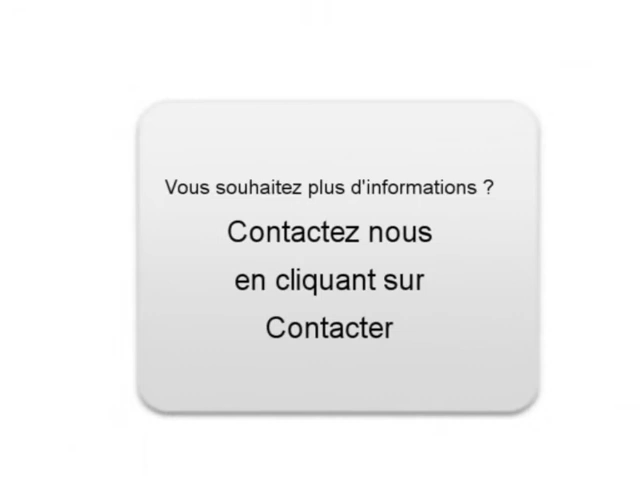 Vous souhaitez plus d'informations ?
Contactez nous
en cliquant sur
Contacter